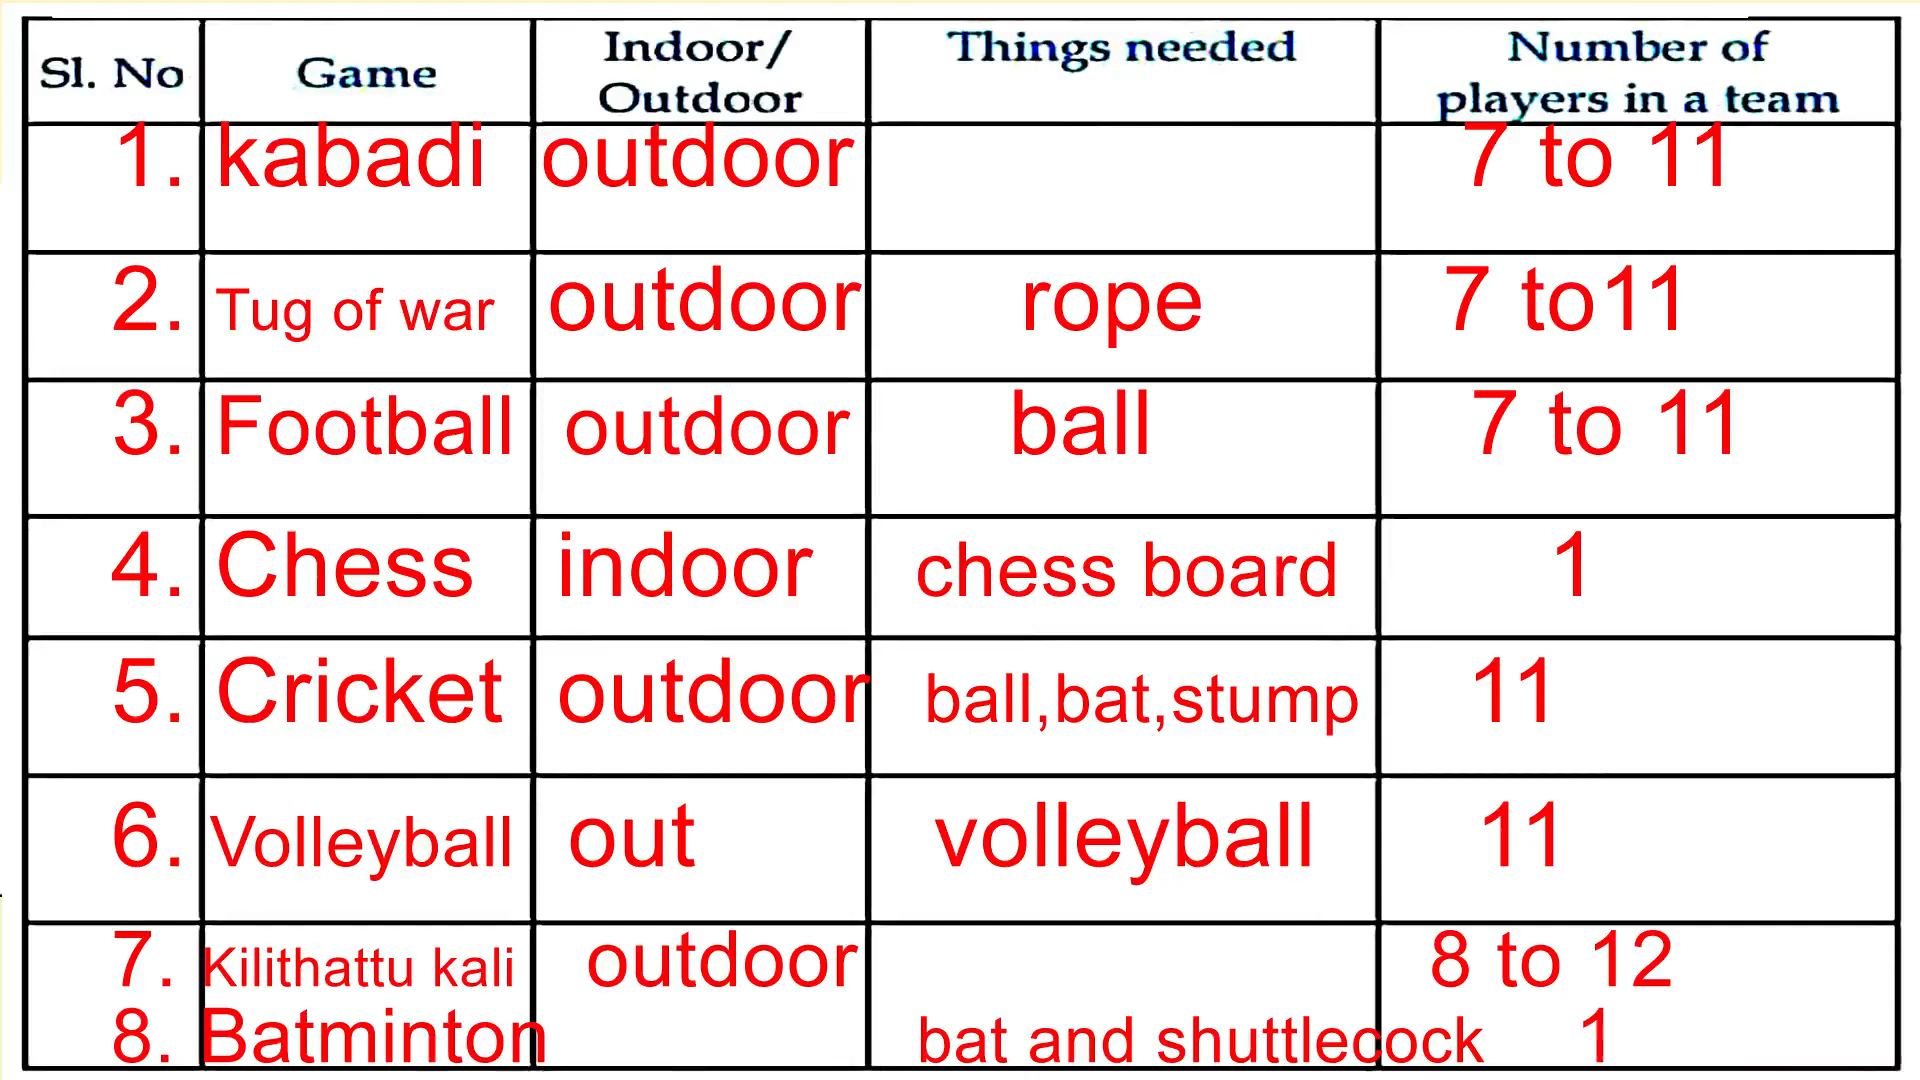 Sl. No Game Indoor/ Outdoor Things needed Number of players in a team
1. kabadi outdoor 7 to 11
2. Tug of war outdoor rope 7 to11
3. Football outdoor ball 7 to 11
4. Chess indoor chess board 1
5. Cricket outdoor ball,bat,stump 11
6. Volleyball out volleyball 11
7. Kilithattu kali outdoor 8 to 12
8. Batminton bat and shuttlecock 1